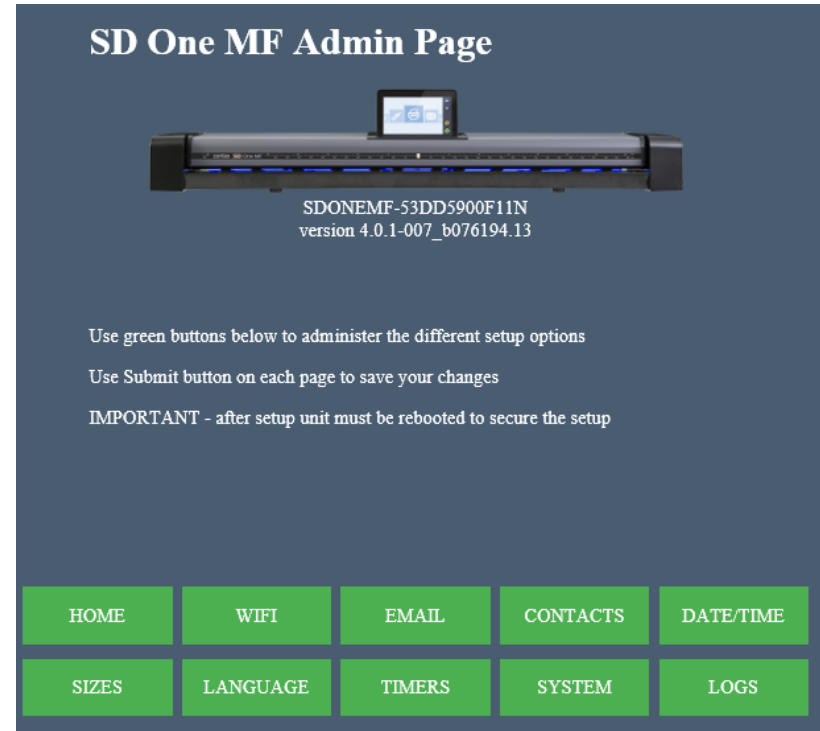 SD One MF Admin Page
SDONEMF-53DD5900F11N
version 4.0.1-007_b076194.13
Use green buttons below to administer the different setup options
Use Submit button on each page to save your changes
IMPORTANT - after setup unit must be rebooted to secure the setup
HOME WIFI EMAIL CONTACTS DATE/TIME
SIZES LANGUAGE TIMERS SYSTEM LOGS